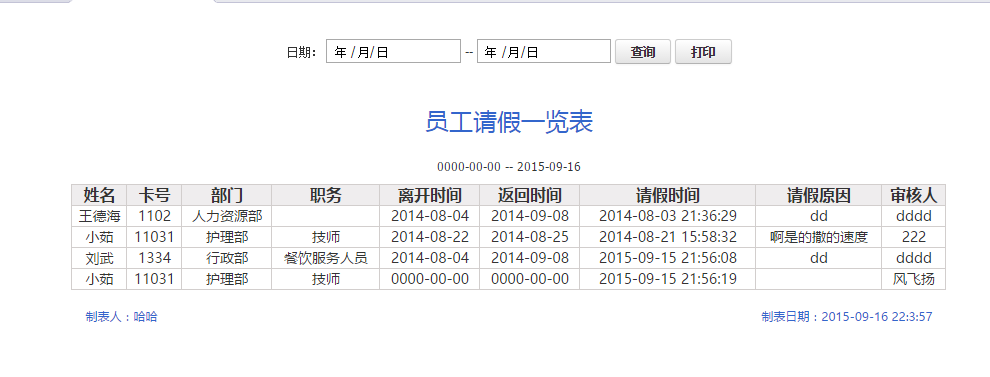 日期： 年 /月/日 -- 年 /月/日 查询 打印
员工请假一览表
0000-00-00 -- 2015-09-16
姓名 卡号 部门 职务 离开时间 返回时间 请假时间 请假原因 审核人
王德海 1102 人力资源部 2014-08-04 2014-09-08 2014-08-03 21:36:29 dd dddd
小茹 11031 护理部 技师 2014-08-22 2014-08-25 2014-08-21 15:58:32 啊是的撒的速度 222
刘武 1334 行政部 餐饮服务人员 2014-08-04 2014-09-08 2015-09-15 21:56:08 dd dddd
小茹 11031 护理部 技师 0000-00-00 0000-00-00 2015-09-15 21:56:19 风飞扬
制表人：哈哈 制表日期：2015-09-16 22:3:57